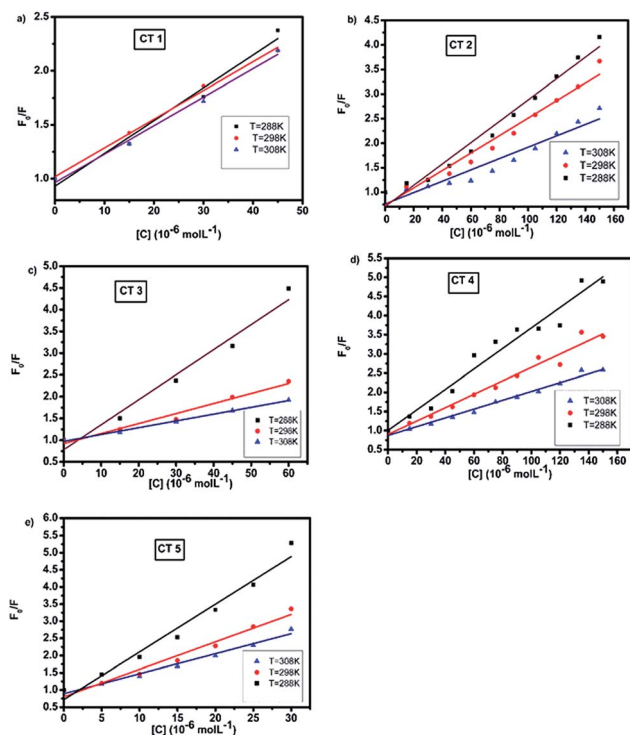 a)
CT 1
2.5
2.0
1.5
1.0
F₀/F
T=288K
T=298K
T=308K
0 10 20 30 40 50
[C] (10⁻⁶ molL⁻¹)
b)
CT 2
4.5
4.0
3.5
3.0
2.5
2.0
1.5
1.0
0.5
F₀/F
T=308K
T=298K
T=288K
0 20 40 60 80 100 120 140 160
[C] (10⁻⁶ molL⁻¹)
c)
CT 3
5.0
4.5
4.0
3.5
3.0
2.5
2.0
1.5
1.0
0.5
F₀/F
T=288K
T=298K
T=308K
0 10 20 30 40 50 60
[C] (10⁻⁶ molL⁻¹)
d)
CT 4
5.5
5.0
4.5
4.0
3.5
3.0
2.5
2.0
1.5
1.0
0.5
F₀/F
T=308K
T=298K
T=288K
0 20 40 60 80 100 120 140 160
[C] (10⁻⁶ molL⁻¹)
e)
CT 5
6.0
5.5
5.0
4.5
4.0
3.5
3.0
2.5
2.0
1.5
1.0
0.5
F₀/F
T=308K
T=298K
T=288K
0 5 10 15 20 25 30
[C] (10⁻⁶ molL⁻¹)